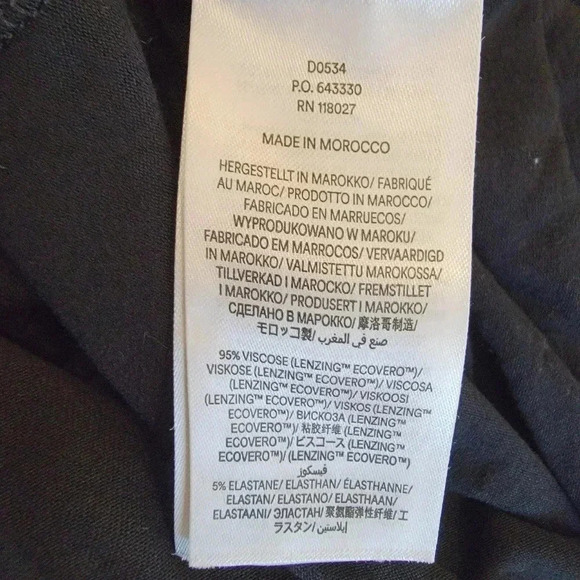 D0534
P.O. 643330
RN 118027
MADE IN MOROCCO
HERGESTELLT IN MAROKKO/ FABRIQUÉ
AU MAROC/ PRODOTTO IN MAROCCO/
FABRICADO EN MARRUECOS/
WYPRODUKOWANO W MAROKU/
FABRICADO EM MARROCOS/ VERVAARDIGD
IN MAROKKO/ VALMISTETTU MAROKOSSA/
TILLVERKAD I MAROCKO/ FREMSTILLET
I MAROKKO/ PRODUSERT I MAROKKO/
СДЕЛАНО В МАРОККО/ 摩洛哥制造/
モロッコ製/ صنع في المغرب
95% VISCOSE (LENZING™ ECOVERO™)/
VISKOSE (LENZING™ ECOVERO™)/ VISCOSA
(LENZING™ ECOVERO™)/ VISKOOSI
(LENZING™ ECOVERO™)/ VISKOS (LENZING™
ECOVERO™)/ ВИСКОЗА (LENZING™
ECOVERO™)/ 粘胶纤维 (LENZING™
ECOVERO™)/ ビスコース (LENZING™
ECOVERO™)/ (LENZING™ ECOVERO™)
فيسكوز
5% ELASTANE/ ELASTHAN/ ÉLASTHANNE/
ELASTAN/ ELASTANO/ ELASTHAAN/
ELASTAANI/ ЭЛАСТАН/ 聚氨酯弹性纤维/ エ
ラスタン/ إيلاستين